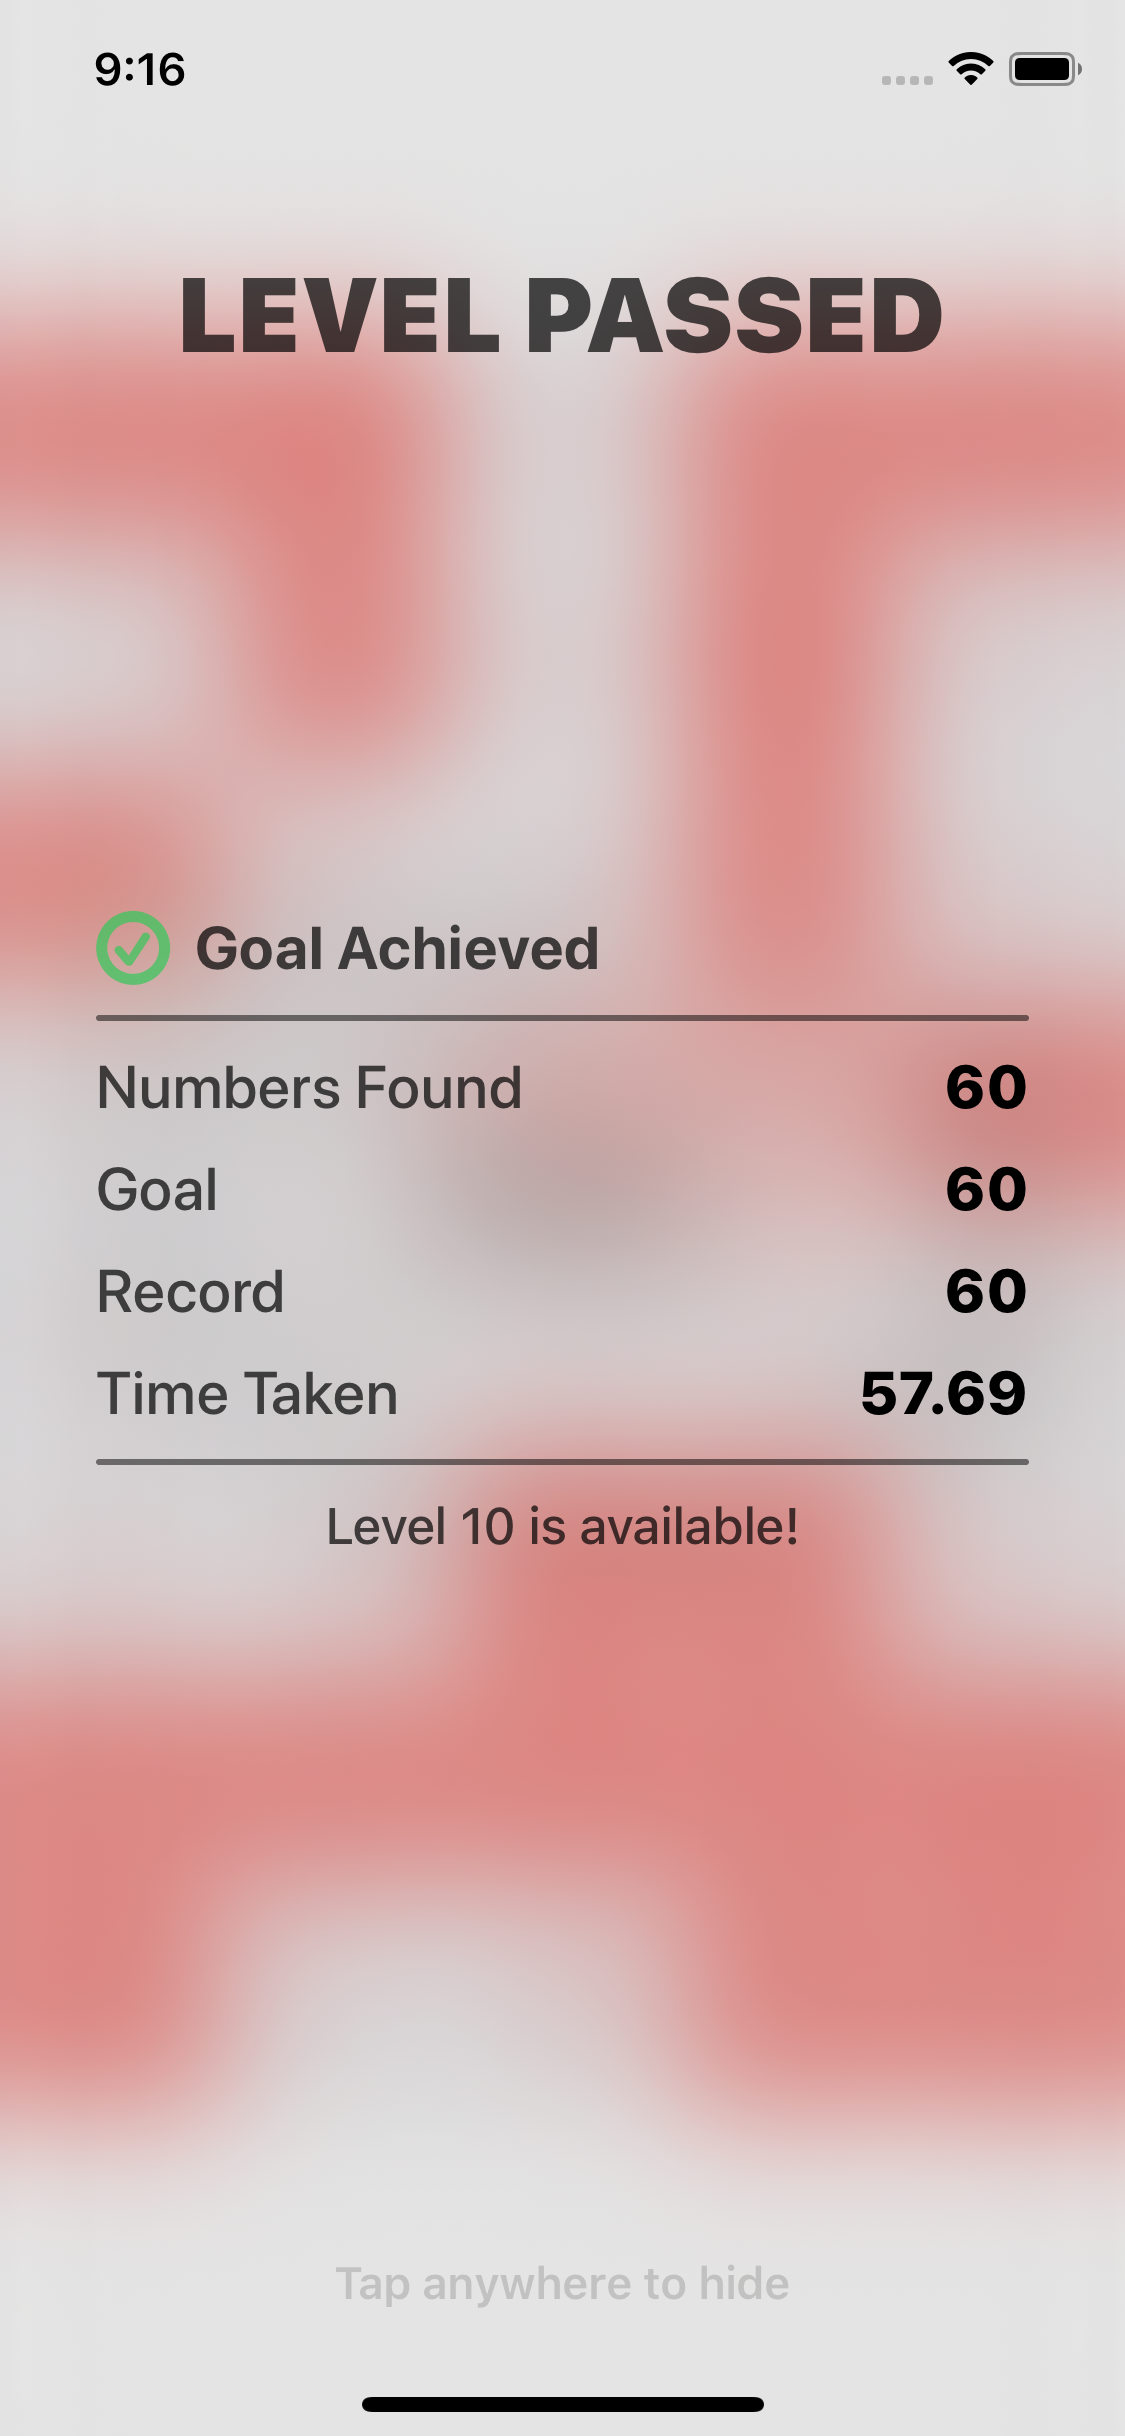 9:16
LEVEL PASSED
Goal Achieved
Numbers Found 60
Goal 60
Record 60
Time Taken 57.69
Level 10 is available!
Tap anywhere to hide